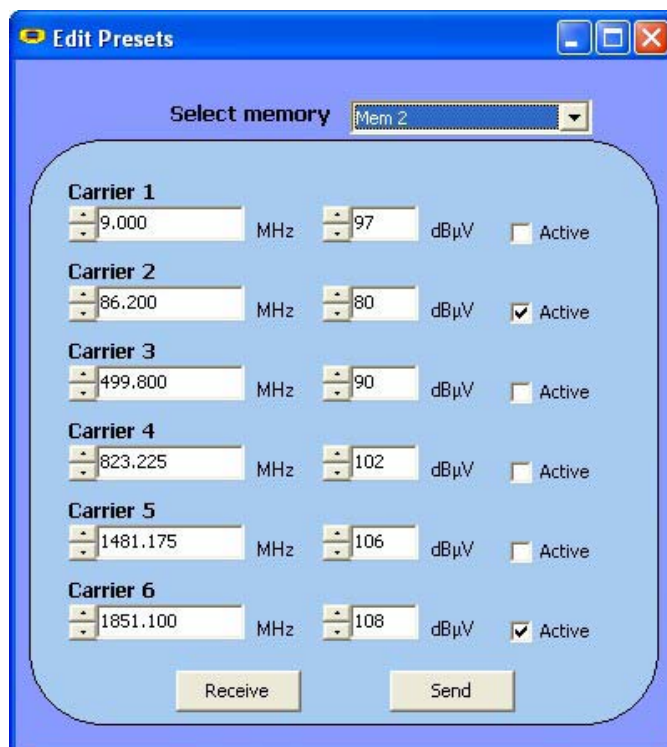 Edit Presets
Select memory Mem 2
Carrier 1
9.000 MHz 97 dBµV Active
Carrier 2
86.200 MHz 80 dBµV Active
Carrier 3
499.800 MHz 90 dBµV Active
Carrier 4
823.225 MHz 102 dBµV Active
Carrier 5
1481.175 MHz 106 dBµV Active
Carrier 6
1851.100 MHz 108 dBµV Active
Receive Send